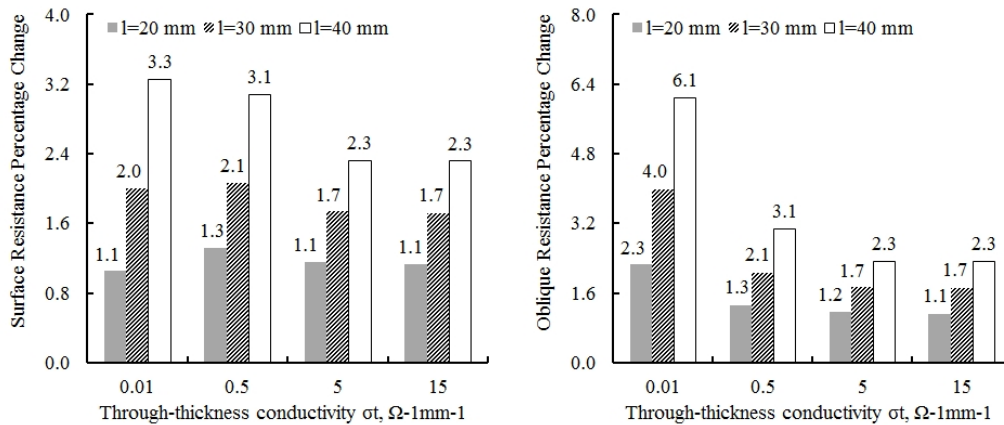 Surface Resistance Percentage Change
4.0
3.2
2.4
1.6
0.8
0.0
l=20 mm l=30 mm l=40 mm
1.1 2.0 3.3
1.3 2.1 3.1
1.1 1.7 2.3
1.1 1.7 2.3
0.01 0.5 5 15
Through-thickness conductivity σt, Ω-1mm-1
Oblique Resistance Percentage Change
8.0
6.4
4.8
3.2
1.6
0.0
l=20 mm l=30 mm l=40 mm
2.3 4.0 6.1
1.3 2.1 3.1
1.2 1.7 2.3
1.1 1.7 2.3
0.01 0.5 5 15
Through-thickness conductivity σt, Ω-1mm-1